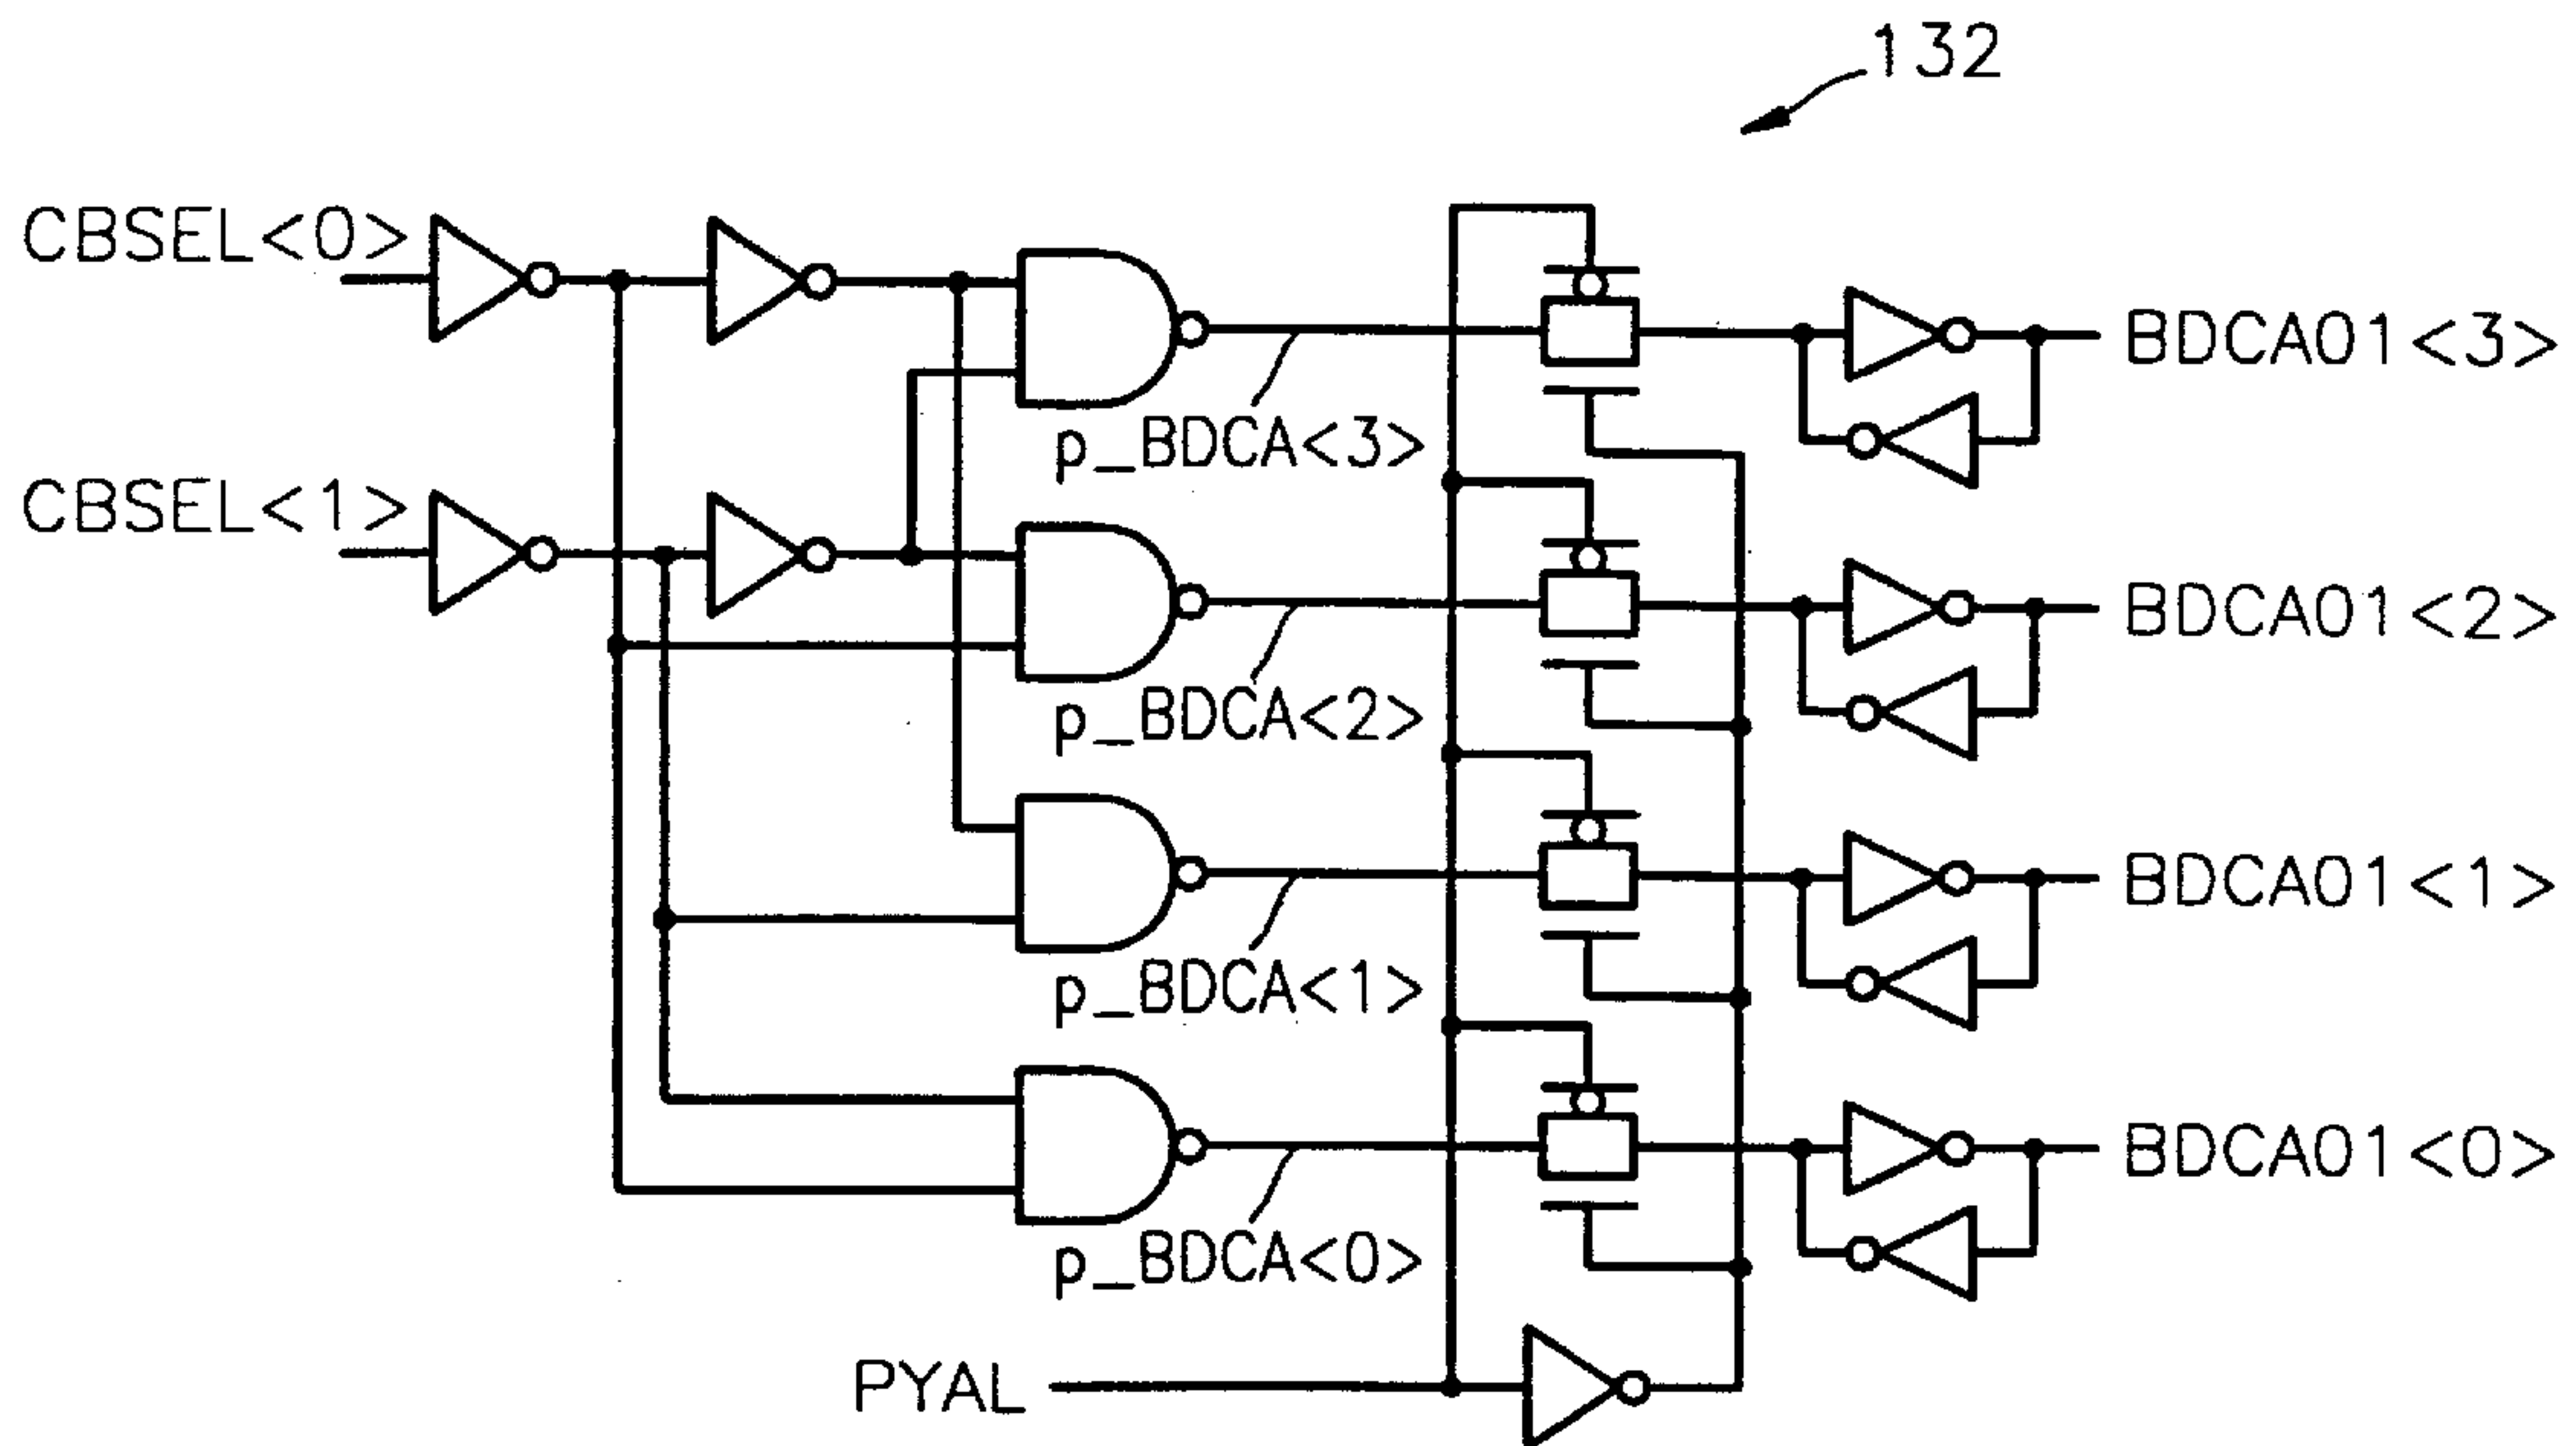 132
CBSEL<0>
BDCA01<3>
p_BDCA<3>
CBSEL<1>
BDCA01<2>
p_BDCA<2>
BDCA01<1>
p_BDCA<1>
BDCA01<0>
p_BDCA<0>
PYAL